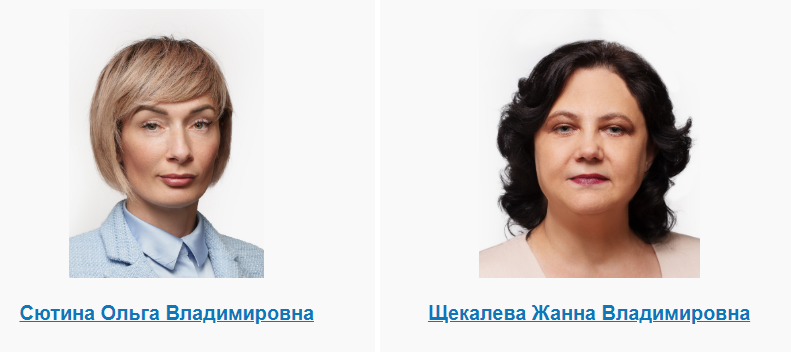 Сютина Ольга Владимировна
Щекалева Жанна Владимировна